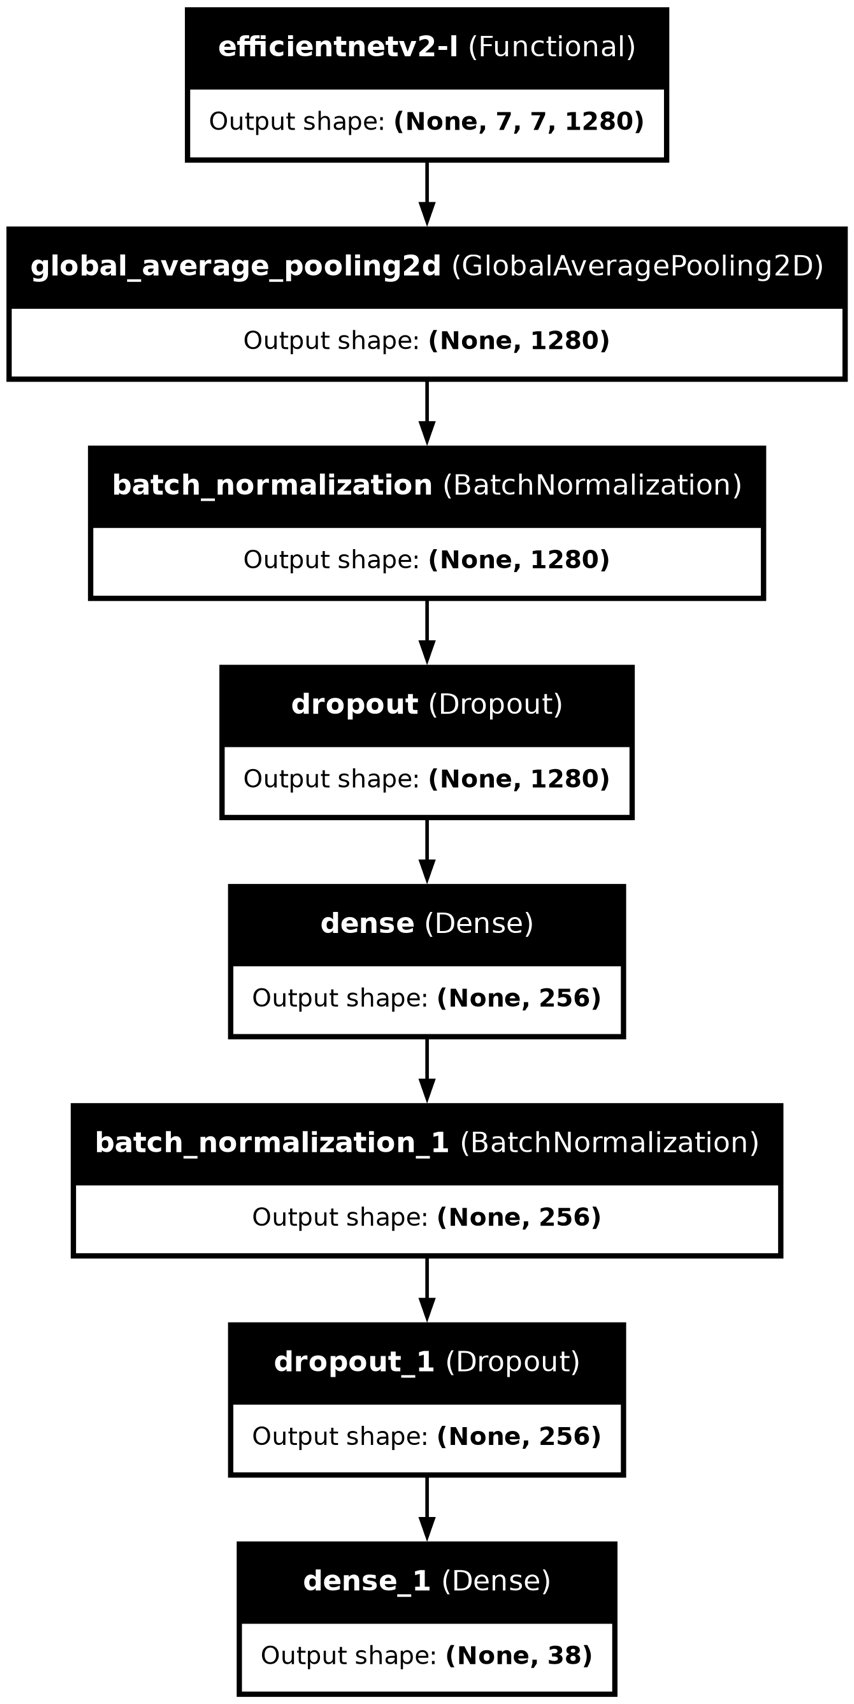 efficientnetv2-l (Functional)
Output shape: (None, 7, 7, 1280)
global_average_pooling2d (GlobalAveragePooling2D)
Output shape: (None, 1280)
batch_normalization (BatchNormalization)
Output shape: (None, 1280)
dropout (Dropout)
Output shape: (None, 1280)
dense (Dense)
Output shape: (None, 256)
batch_normalization_1 (BatchNormalization)
Output shape: (None, 256)
dropout_1 (Dropout)
Output shape: (None, 256)
dense_1 (Dense)
Output shape: (None, 38)